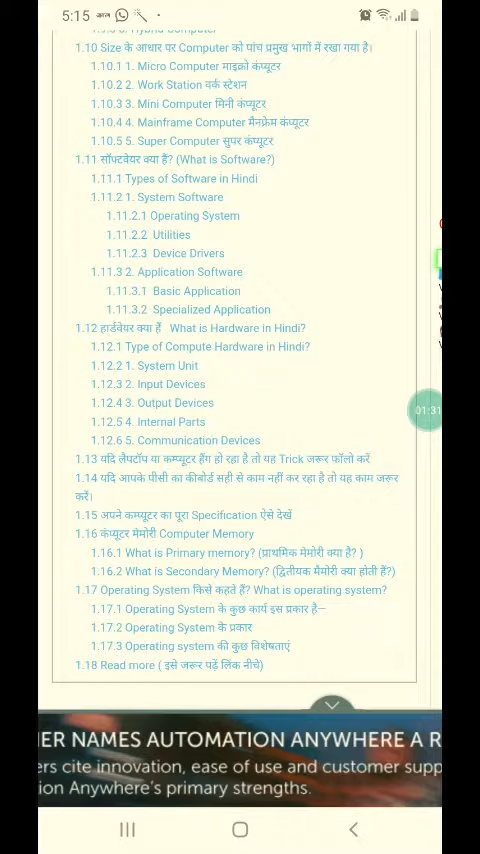 5:15
1.10 Size के आधार पर Computer को पांच प्रमुख भागों में रखा गया है।
1.10.1 1. Micro Computer माइक्रो कंप्यूटर
1.10.2 2. Work Station वर्क स्टेशन
1.10.3 3. Mini Computer मिनी कंप्यूटर
1.10.4 4. Mainframe Computer मैनफ्रेम कंप्यूटर
1.10.5 5. Super Computer सुपर कंप्यूटर
1.11 सॉफ्टवेयर क्या हैं? (What is Software?)
1.11.1 Types of Software in Hindi
1.11.2 1. System Software
1.11.2.1 Operating System
1.11.2.2 Utilities
1.11.2.3 Device Drivers
1.11.3 2. Application Software
1.11.3.1 Basic Application
1.11.3.2 Specialized Application
1.12 हार्डवेयर क्या हैं What is Hardware in Hindi?
1.12.1 Type of Compute Hardware in Hindi?
1.12.2 1. System Unit
1.12.3 2. Input Devices
1.12.4 3. Output Devices
1.12.5 4. Internal Parts
1.12.6 5. Communication Devices
01:31
1.13 यदि लैपटॉप या कम्प्यूटर हैंग हो रहा है तो यह Trick जरूर फॉलो करें
1.14 यदि आपके पीसी का कीबोर्ड सही से काम नहीं कर रहा है तो यह काम जरूर
करें।
1.15 अपने कम्प्यूटर का पूरा Specification ऐसे देखें
1.16 कंप्यूटर मेमोरी Computer Memory
1.16.1 What is Primary memory? (प्राथमिक मेमोरी क्या है? )
1.16.2 What is Secondary Memory? (द्वितीयक मैमोरी क्या होती हैं?)
1.17 Operating System किसे कहते हैं? What is operating system?
1.17.1 Operating System के कुछ कार्य इस प्रकार है—
1.17.2 Operating System के प्रकार
1.17.3 Operating system की कुछ विशेषताएं
1.18 Read more ( इसे जरूर पढ़ें लिंक नीचे)
ER NAMES AUTOMATION ANYWHERE A R
ers cite innovation, ease of use and customer supp
ion Anywhere's primary strengths.